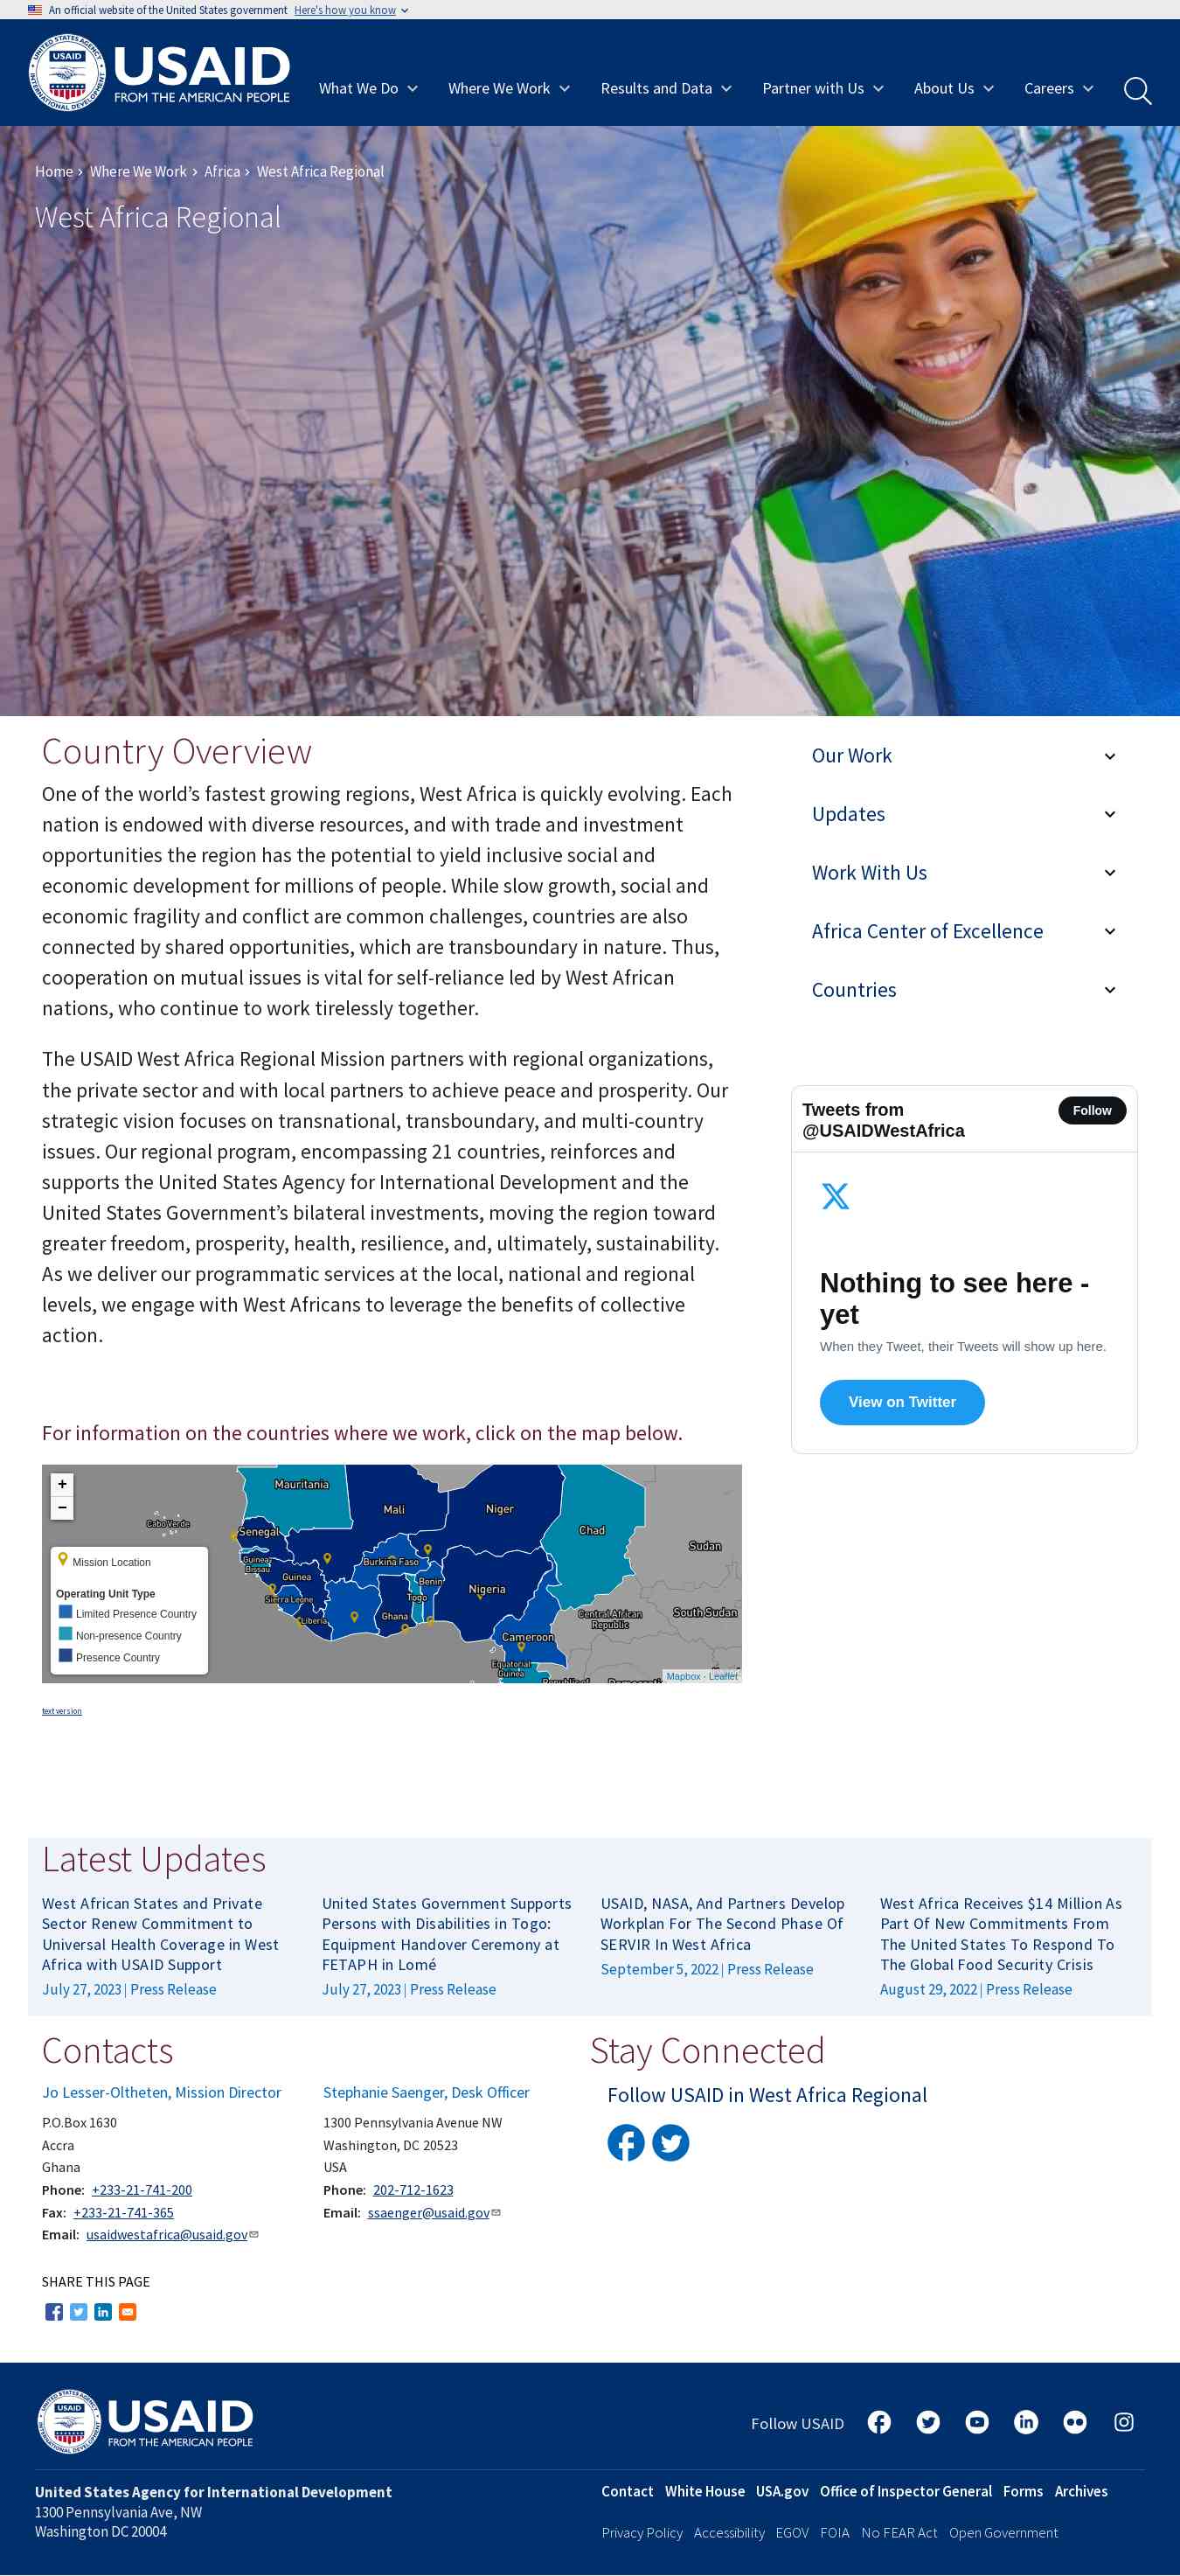 An official website of the United States government Here's how you know
USAID
FROM THE AMERICAN PEOPLE
What We Do
Where We Work
Results and Data
Partner with Us
About Us
Careers
Home › Where We Work › Africa › West Africa Regional
West Africa Regional
Country Overview
One of the world’s fastest growing regions, West Africa is quickly evolving. Each
nation is endowed with diverse resources, and with trade and investment
opportunities the region has the potential to yield inclusive social and
economic development for millions of people. While slow growth, social and
economic fragility and conflict are common challenges, countries are also
connected by shared opportunities, which are transboundary in nature. Thus,
cooperation on mutual issues is vital for self-reliance led by West African
nations, who continue to work tirelessly together.
The USAID West Africa Regional Mission partners with regional organizations,
the private sector and with local partners to achieve peace and prosperity. Our
strategic vision focuses on transnational, transboundary, and multi-country
issues. Our regional program, encompassing 21 countries, reinforces and
supports the United States Agency for International Development and the
United States Government’s bilateral investments, moving the region toward
greater freedom, prosperity, health, resilience, and, ultimately, sustainability.
As we deliver our programmatic services at the local, national and regional
levels, we engage with West Africans to leverage the benefits of collective
action.
Our Work
Updates
Work With Us
Africa Center of Excellence
Countries
Tweets from
@USAIDWestAfrica
Follow
Nothing to see here -
yet
When they Tweet, their Tweets will show up here.
View on Twitter
For information on the countries where we work, click on the map below.
+
−
Mission Location
Operating Unit Type
Limited Presence Country
Non-presence Country
Presence Country
Mauritania
Mali
Niger
Chad
Sudan
Cabo Verde
Senegal
Guinea
Bissau
Guinea
Burkina Faso
Benin
Togo
Nigeria
Sierra Leone
Liberia
Ghana
Cameroon
Central African
Republic
South Sudan
Equatorial
Guinea
Mapbox · Leaflet
text version
Latest Updates
West African States and Private
Sector Renew Commitment to
Universal Health Coverage in West
Africa with USAID Support
July 27, 2023 | Press Release
United States Government Supports
Persons with Disabilities in Togo:
Equipment Handover Ceremony at
FETAPH in Lomé
July 27, 2023 | Press Release
USAID, NASA, And Partners Develop
Workplan For The Second Phase Of
SERVIR In West Africa
September 5, 2022 | Press Release
West Africa Receives $14 Million As
Part Of New Commitments From
The United States To Respond To
The Global Food Security Crisis
August 29, 2022 | Press Release
Contacts
Jo Lesser-Oltheten, Mission Director
P.O.Box 1630
Accra
Ghana
Phone: +233-21-741-200
Fax: +233-21-741-365
Email: usaidwestafrica@usaid.gov
Stephanie Saenger, Desk Officer
1300 Pennsylvania Avenue NW
Washington, DC 20523
USA
Phone: 202-712-1623
Email: ssaenger@usaid.gov
Stay Connected
Follow USAID in West Africa Regional
SHARE THIS PAGE
USAID
FROM THE AMERICAN PEOPLE
Follow USAID
United States Agency for International Development
1300 Pennsylvania Ave, NW
Washington DC 20004
Contact White House USA.gov Office of Inspector General Forms Archives
Privacy Policy Accessibility EGOV FOIA No FEAR Act Open Government